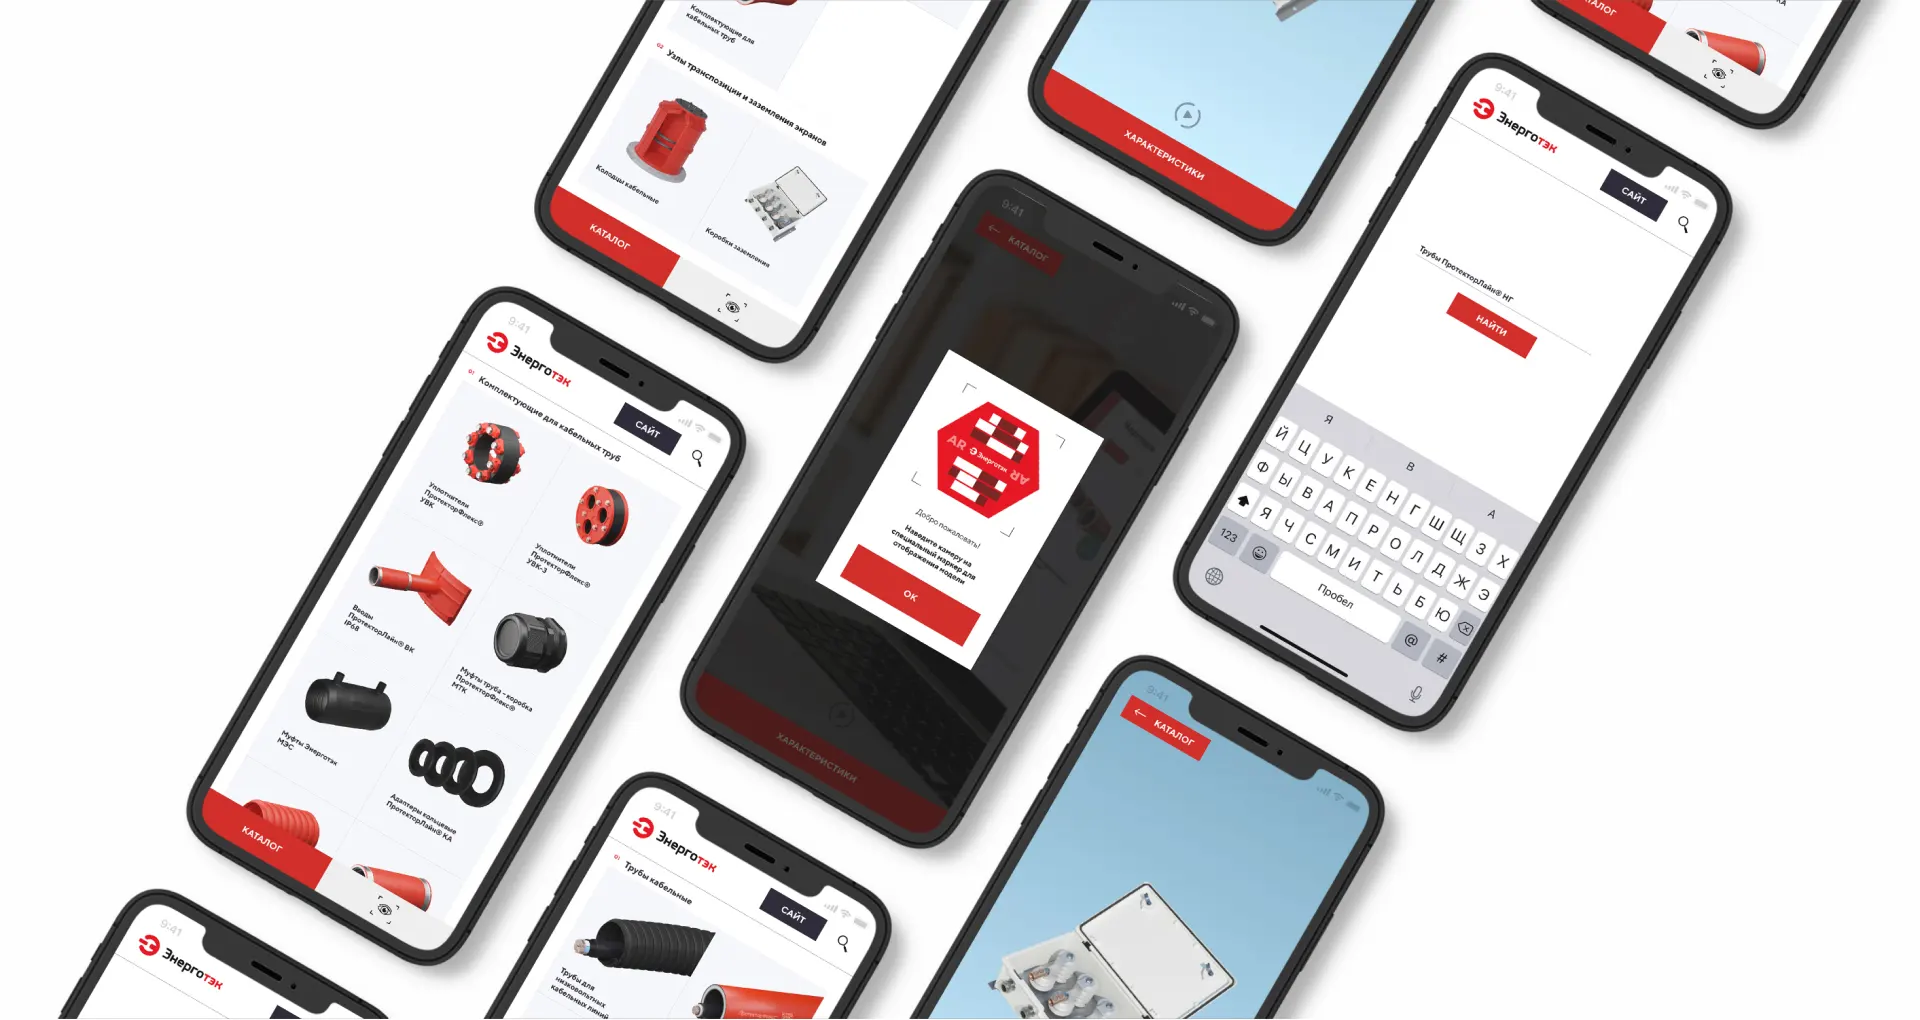 Комплектующие для
кабельных труб
02 Узлы транспозиции и заземления экранов
Колодцы кабельные
Коробки заземления
КАТАЛОГ
ХАРАКТЕРИСТИКИ
КАТАЛОГ
9:41
Энерготэк
САЙТ
Трубы ПротекторЛайн® НГ
НАЙТИ
Я
В
А
Й Ц У К Е Н Г Ш Щ З Х
Ф Ы В А П Р О Л Д Ж Э
Я Ч С М И Т Ь Б Ю
123
Пробел
@
#
9:41
КАТАЛОГ
AR
Энерготэк
AR
Добро пожаловать!
Наведите камеру на
специальный маркер для
отображения модели
ОК
ХАРАКТЕРИСТИКИ
9:41
Энерготэк
САЙТ
01 Комплектующие для кабельных труб
Уплотнители
ПротекторФлекс®
УВК
Уплотнители
ПротекторФлекс®
УВК-3
Вводы
ПротекторЛайн® ВК
IP68
Муфты труба - коробка
ПротекторФлекс®
МТК
Муфты Энерготэк
МЭС
Адаптеры кольцевые
ПротекторЛайн® КА
КАТАЛОГ
9:41
Энерготэк
САЙТ
01 Трубы кабельные
Трубы для
низковольтных
кабельных линий
9:41
КАТАЛОГ
9:41
Энерготэк